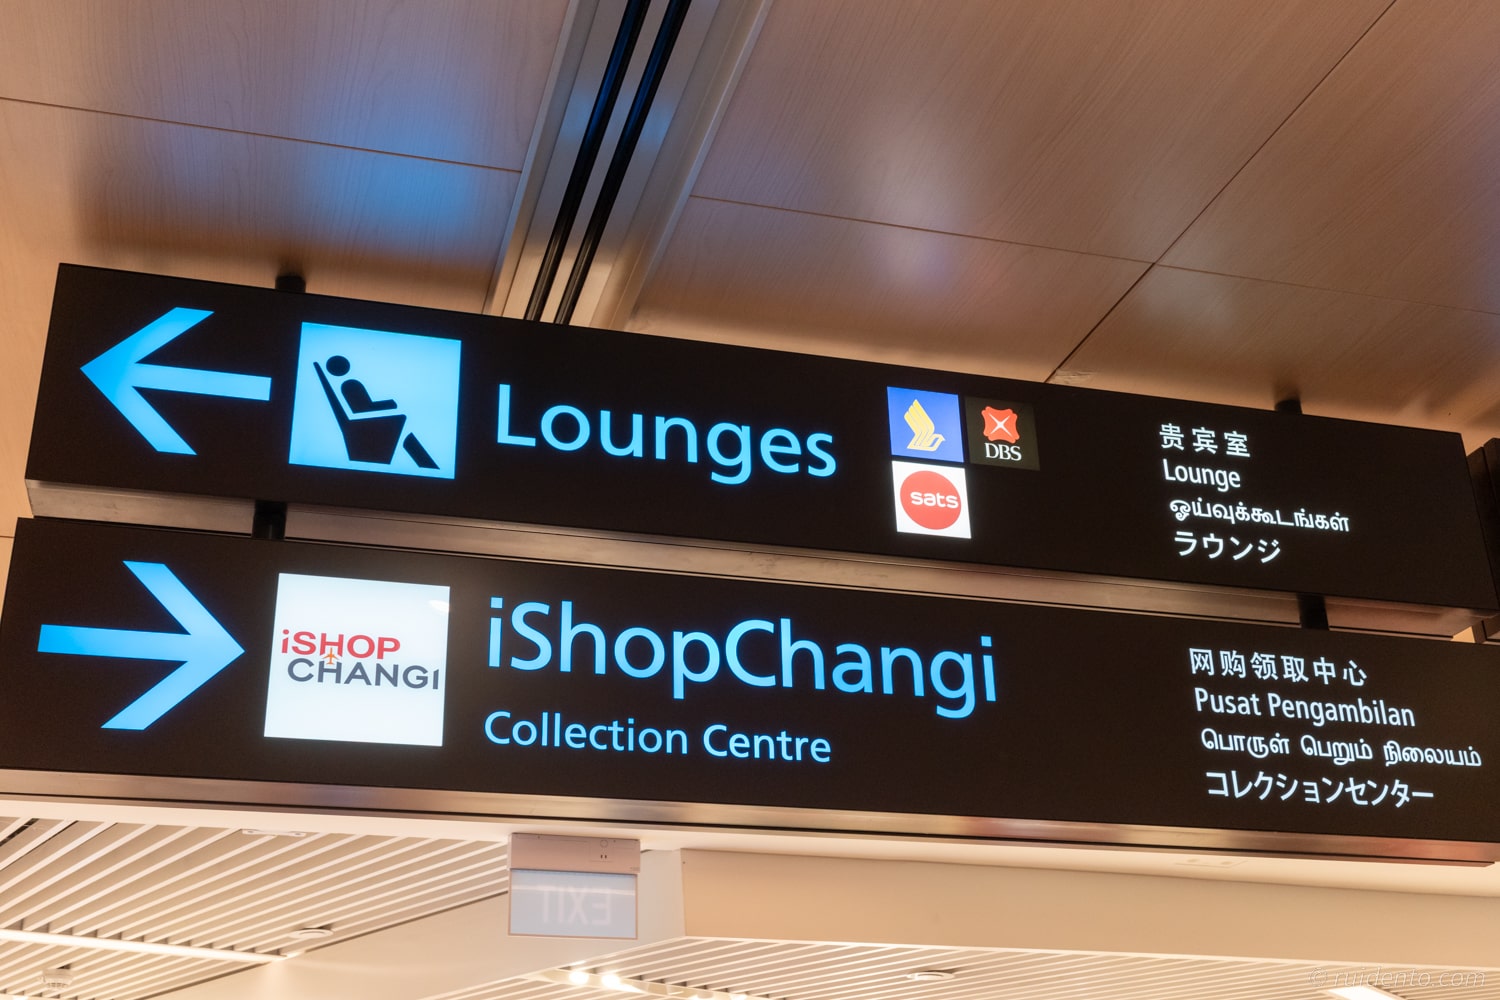 Lounges
DBS
sats
贵宾室
Lounge
ஓய்வுக்கூடங்கள்
ラウンジ
iSHOP
CHANGI
iShopChangi
Collection Centre
网购领取中心
Pusat Pengambilan
பொருள் பெறும் நிலையம்
コレクションセンター
EXIT
© ruidento.com